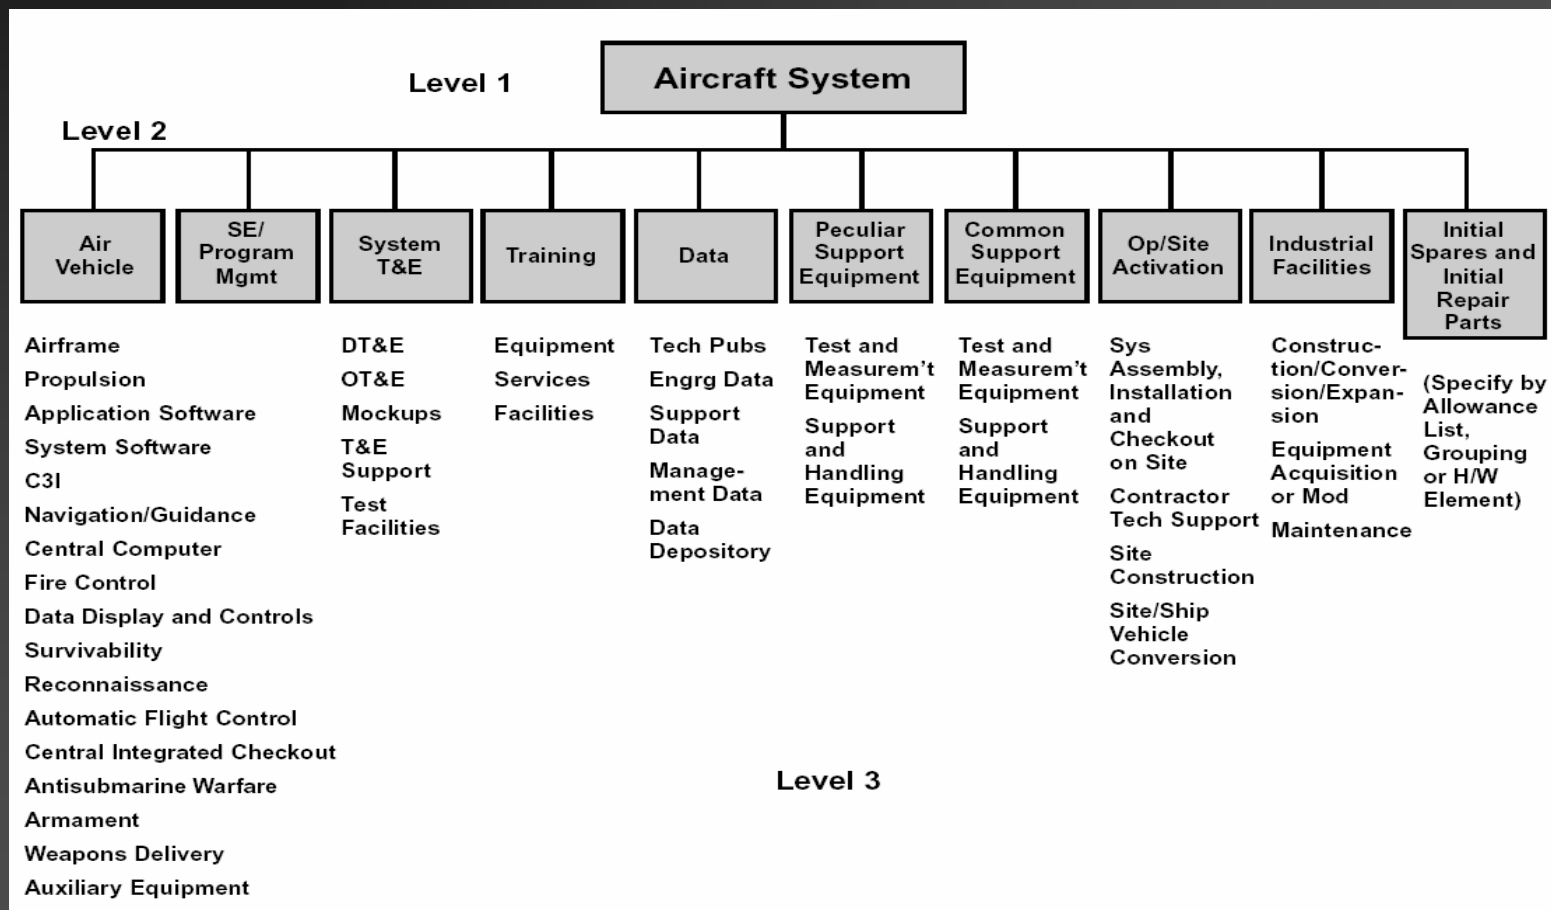 Level 1
Aircraft System
Level 2
Air
Vehicle
SE/
Program
Mgmt
System
T&E
Training
Data
Peculiar
Support
Equipment
Common
Support
Equipment
Op/Site
Activation
Industrial
Facilities
Initial
Spares and
Initial
Repair
Parts
Airframe
Propulsion
Application Software
System Software
C3I
Navigation/Guidance
Central Computer
Fire Control
Data Display and Controls
Survivability
Reconnaissance
Automatic Flight Control
Central Integrated Checkout
Antisubmarine Warfare
Armament
Weapons Delivery
Auxiliary Equipment
DT&E
OT&E
Mockups
T&E
Support
Test
Facilities
Equipment
Services
Facilities
Tech Pubs
Engrg Data
Support
Data
Manage-
ment Data
Data
Depository
Test and
Measurem’t
Equipment
Support
and
Handling
Equipment
Test and
Measurem’t
Equipment
Support
and
Handling
Equipment
Sys
Assembly,
Installation
and
Checkout
on Site
Contractor
Tech Support
Site
Construction
Site/Ship
Vehicle
Conversion
Construc-
tion/Conver-
sion/Expan-
sion
Equipment
Acquisition
or Mod
Maintenance
(Specify by
Allowance
List,
Grouping
or H/W
Element)
Level 3